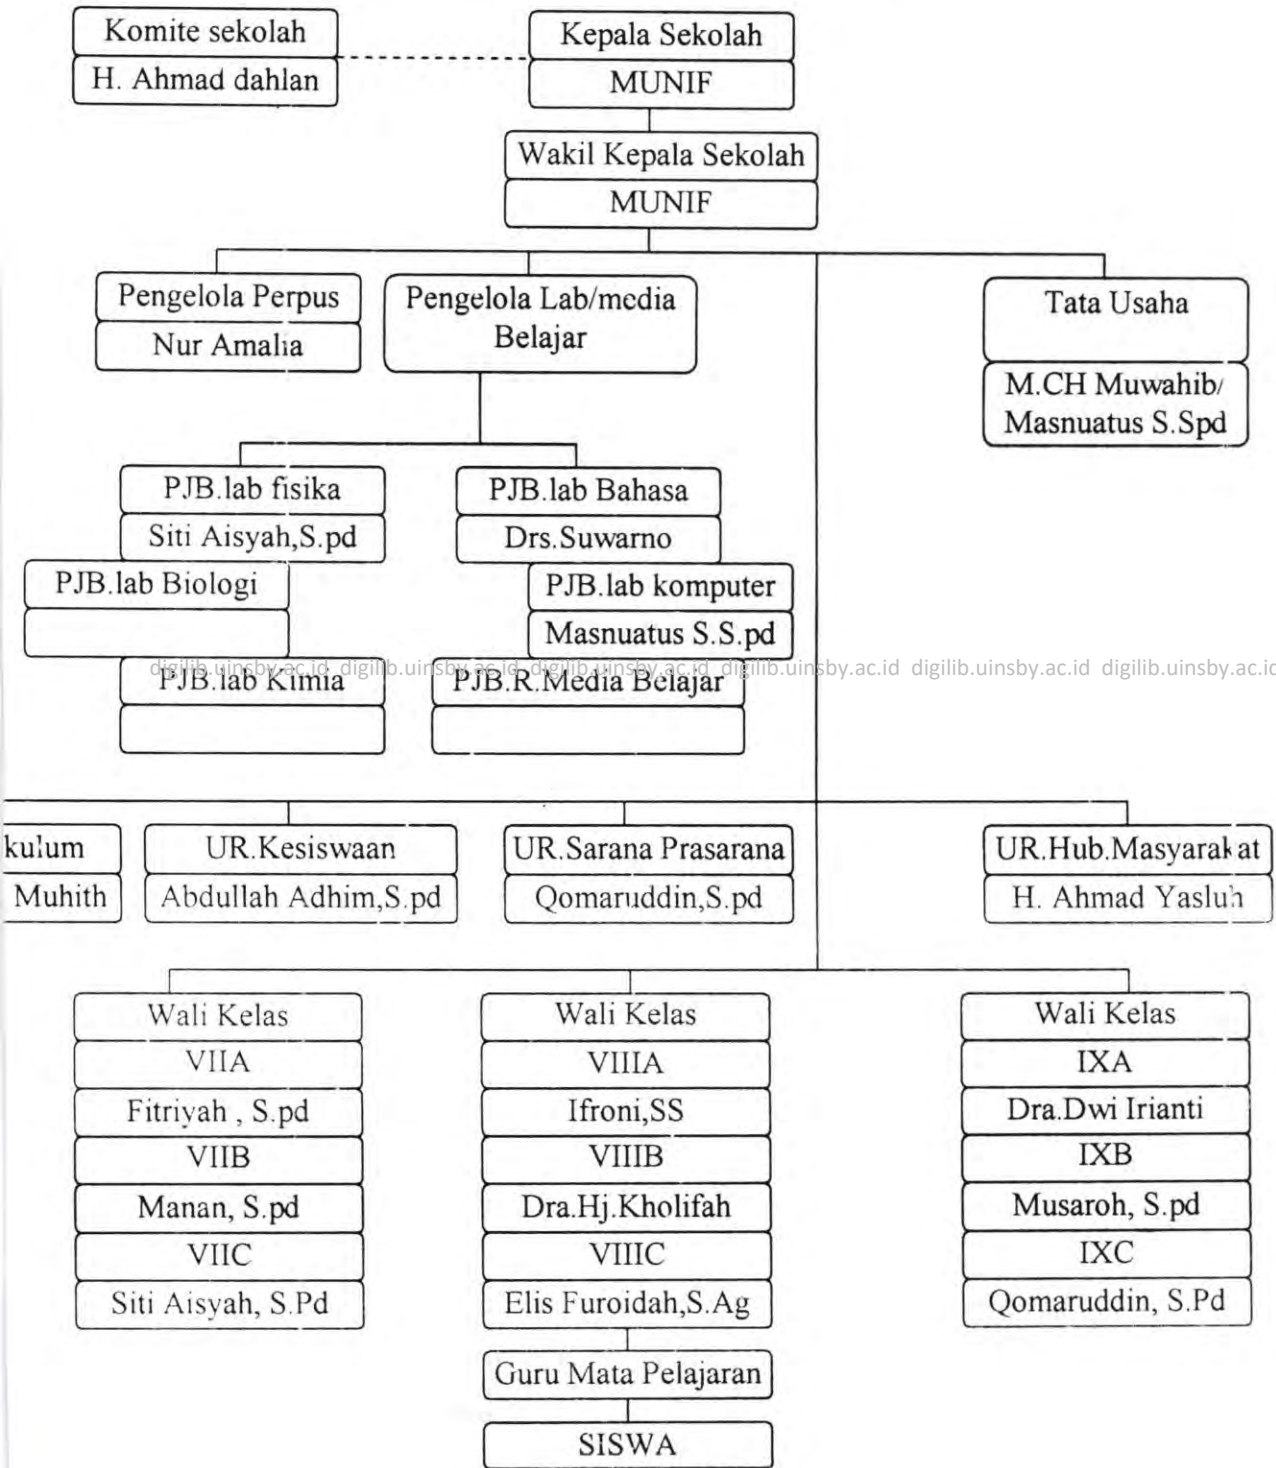 Komite sekolah
H. Ahmad dahlan
Kepala Sekolah
MUNIF
Wakil Kepala Sekolah
MUNIF
Pengelola Perpus
Nur Amalia
Pengelola Lab/media
Belajar
Tata Usaha
M.CH Muwahib/
Masnuatus S.Spd
PJB.lab fisika
Siti Aisyah,S.pd
PJB.lab Bahasa
Drs.Suwarno
PJB.lab Biologi
PJB.lab komputer
Masnuatus S.S.pd
digilib.uinsby.ac.id digilib.uinsby.ac.id digilib.uinsby.ac.id digilib.uinsby.ac.id digilib.uinsby.ac.id digilib.uinsby.ac.id
PJB.lab Kimia
PJB.R.Media Belajar
kulum
Muhith
UR.Kesiswaan
Abdullah Adhim,S.pd
UR.Sarana Prasarana
Qomaruddin,S.pd
UR.Hub.Masyarakat
H. Ahmad Yasluh
Wali Kelas
VIIA
Fitriyah , S.pd
VIIB
Manan, S.pd
VIIC
Siti Aisyah, S.Pd
Wali Kelas
VIIIA
Ifroni,SS
VIIIB
Dra.Hj.Kholifah
VIIIC
Elis Furoidah,S.Ag
Wali Kelas
IXA
Dra.Dwi Irianti
IXB
Musaroh, S.pd
IXC
Qomaruddin, S.Pd
Guru Mata Pelajaran
SISWA